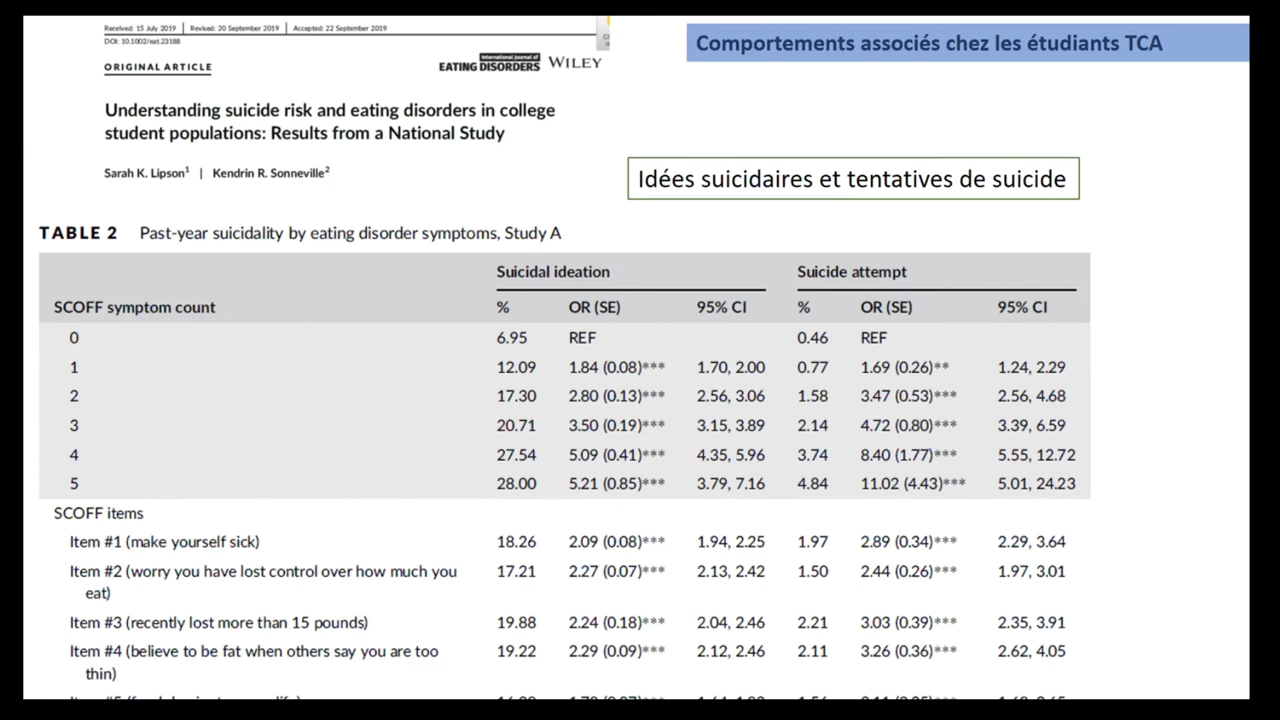 Received: 15 July 2019 | Revised: 20 September 2019 | Accepted: 22 September 2019
DOI: 10.1002/eat.23188
Comportements associés chez les étudiants TCA
ORIGINAL ARTICLE
International Journal of
EATING DISORDERS WILEY
Understanding suicide risk and eating disorders in college
student populations: Results from a National Study
Sarah K. Lipson1 | Kendrin R. Sonneville2
Idées suicidaires et tentatives de suicide
TABLE 2 Past-year suicidality by eating disorder symptoms, Study A
Suicidal ideation Suicide attempt
SCOFF symptom count % OR (SE) 95% CI % OR (SE) 95% CI
0 6.95 REF 0.46 REF
1 12.09 1.84 (0.08)*** 1.70, 2.00 0.77 1.69 (0.26)** 1.24, 2.29
2 17.30 2.80 (0.13)*** 2.56, 3.06 1.58 3.47 (0.53)*** 2.56, 4.68
3 20.71 3.50 (0.19)*** 3.15, 3.89 2.14 4.72 (0.80)*** 3.39, 6.59
4 27.54 5.09 (0.41)*** 4.35, 5.96 3.74 8.40 (1.77)*** 5.55, 12.72
5 28.00 5.21 (0.85)*** 3.79, 7.16 4.84 11.02 (4.43)*** 5.01, 24.23
SCOFF items
Item #1 (make yourself sick) 18.26 2.09 (0.08)*** 1.94, 2.25 1.97 2.89 (0.34)*** 2.29, 3.64
Item #2 (worry you have lost control over how much you 17.21 2.27 (0.07)*** 2.13, 2.42 1.50 2.44 (0.26)*** 1.97, 3.01
eat)
Item #3 (recently lost more than 15 pounds) 19.88 2.24 (0.18)*** 2.04, 2.46 2.21 3.03 (0.39)*** 2.35, 3.91
Item #4 (believe to be fat when others say you are too 19.22 2.29 (0.09)*** 2.12, 2.46 2.11 3.26 (0.36)*** 2.62, 4.05
thin)